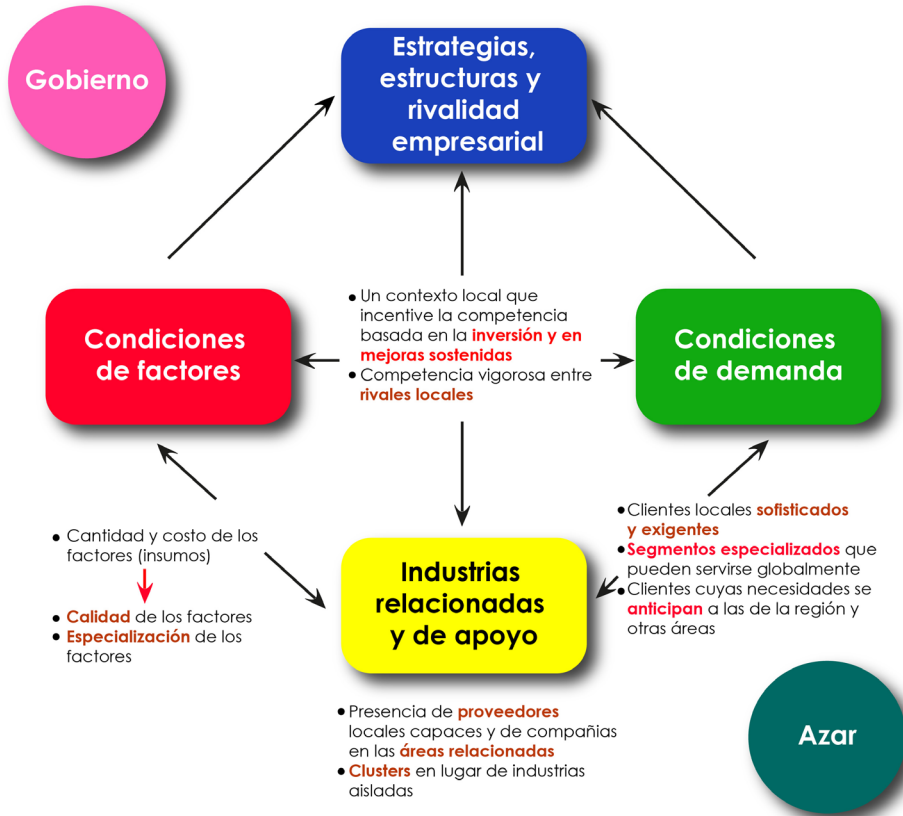 Gobierno
Estrategias,
estructuras y
rivalidad
empresarial
Condiciones
de factores
● Un contexto local que
incentive la competencia
basada en la inversión y en
mejoras sostenidas
● Competencia vigorosa entre
rivales locales
Condiciones
de demanda
● Cantidad y costo de los
factores (insumos)
● Calidad de los factores
● Especialización de los
factores
Industrias
relacionadas
y de apoyo
● Clientes locales sofisticados
y exigentes
● Segmentos especializados que
pueden servirse globalmente
● Clientes cuyas necesidades se
anticipan a las de la región y
otras áreas
● Presencia de proveedores
locales capaces y de compañias
en las áreas relacionadas
● Clusters en lugar de industrias
aisladas
Azar